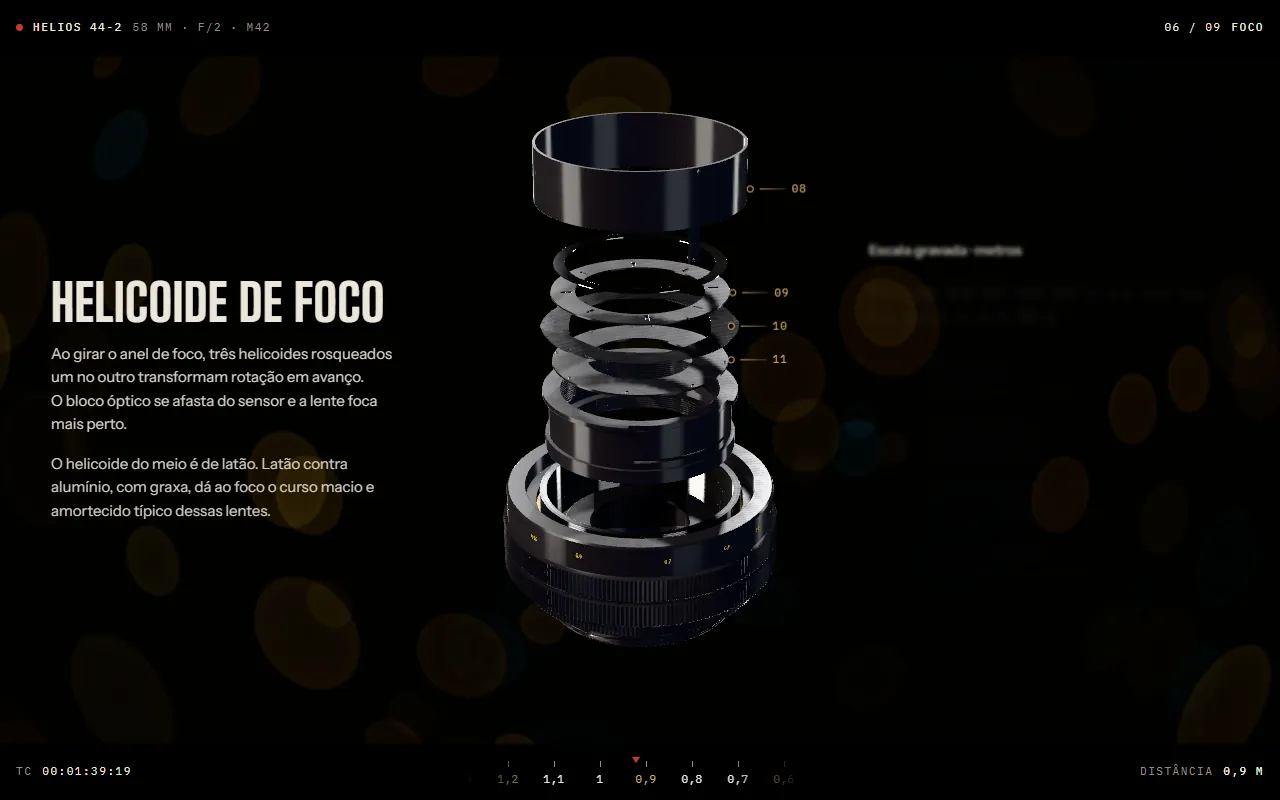 HELIOS 44-2 58 MM · F/2 · M42
06 / 09 FOCO
08
Escala gravada · metros
09
10
11
HELICOIDE DE FOCO
Ao girar o anel de foco, três helicoides rosqueados
um no outro transformam rotação em avanço.
O bloco óptico se afasta do sensor e a lente foca
mais perto.
O helicoide do meio é de latão. Latão contra
alumínio, com graxa, dá ao foco o curso macio e
amortecido típico dessas lentes.
TC 00:01:39:19
1,2 1,1 1 0,9 0,8 0,7 0,6
DISTÂNCIA 0,9 M